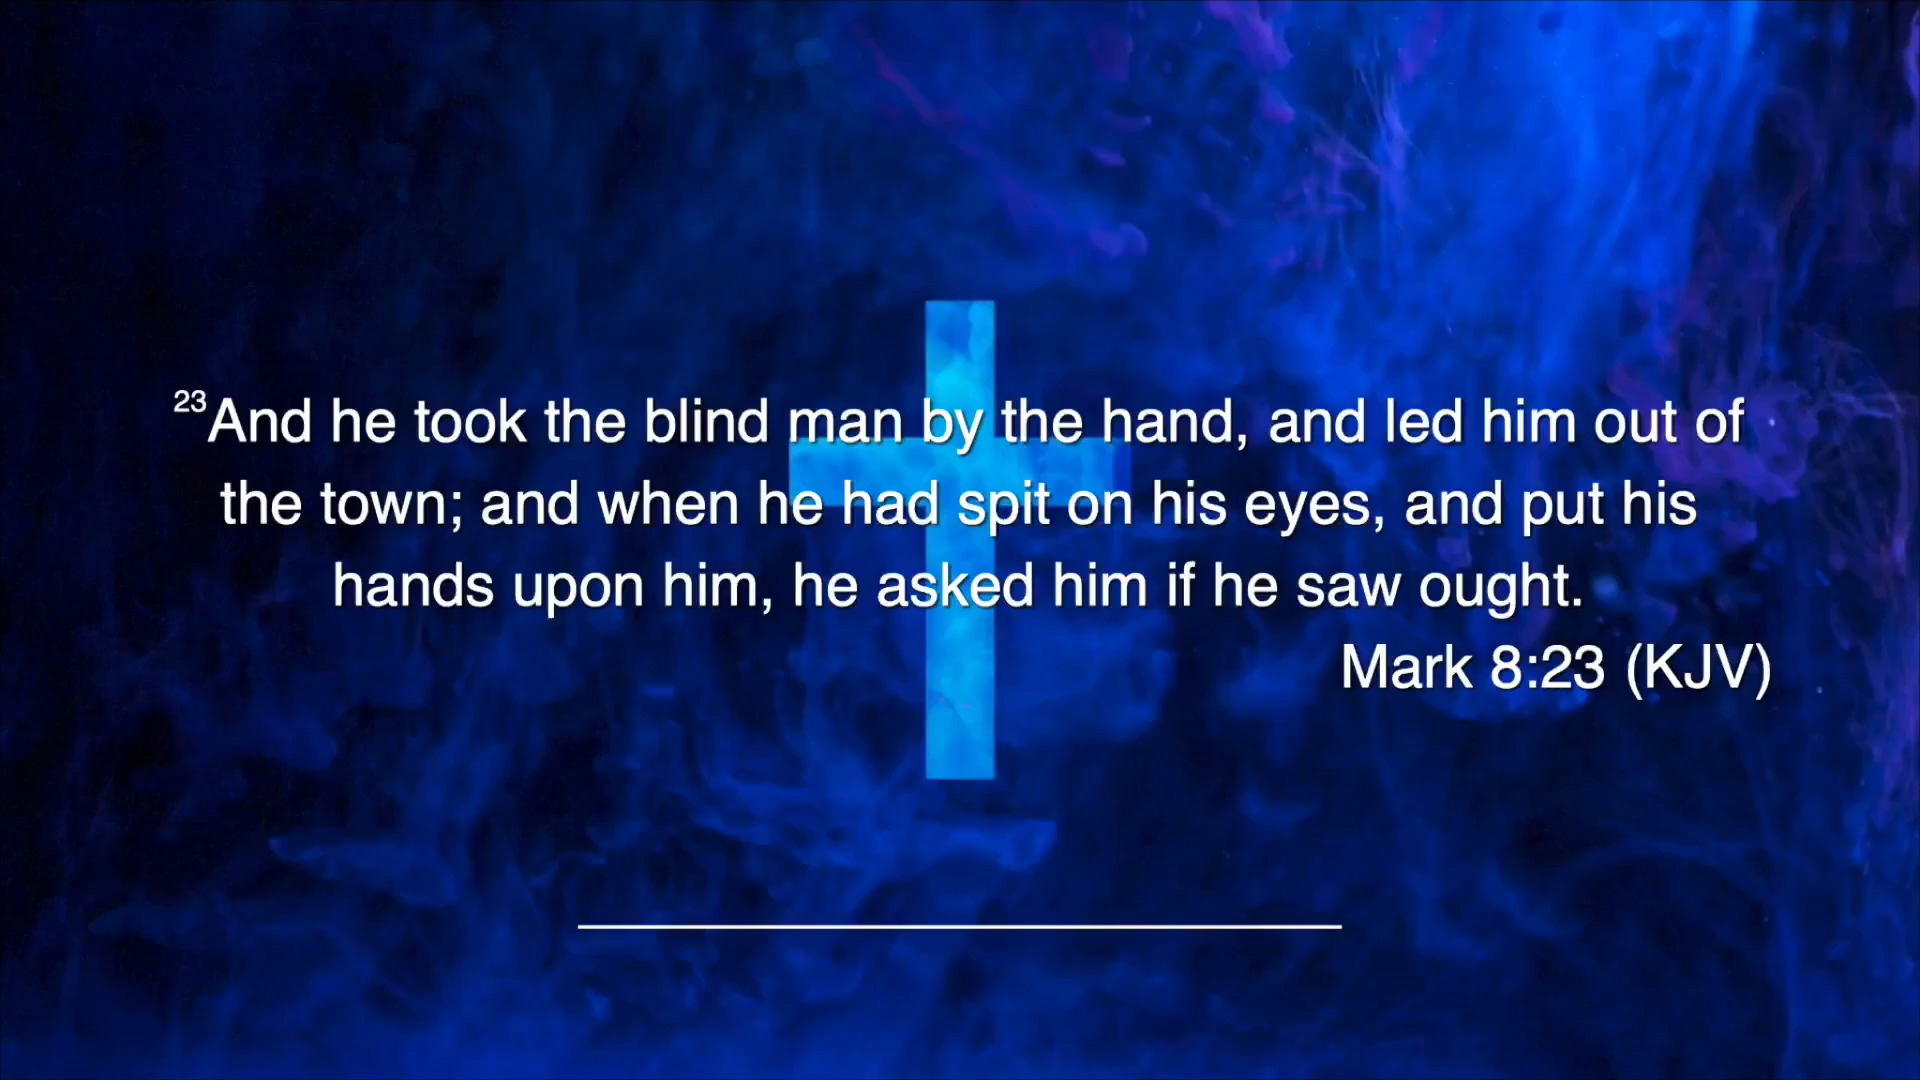 23And he took the blind man by the hand, and led him out of
the town; and when he had spit on his eyes, and put his
hands upon him, he asked him if he saw ought.
Mark 8:23 (KJV)